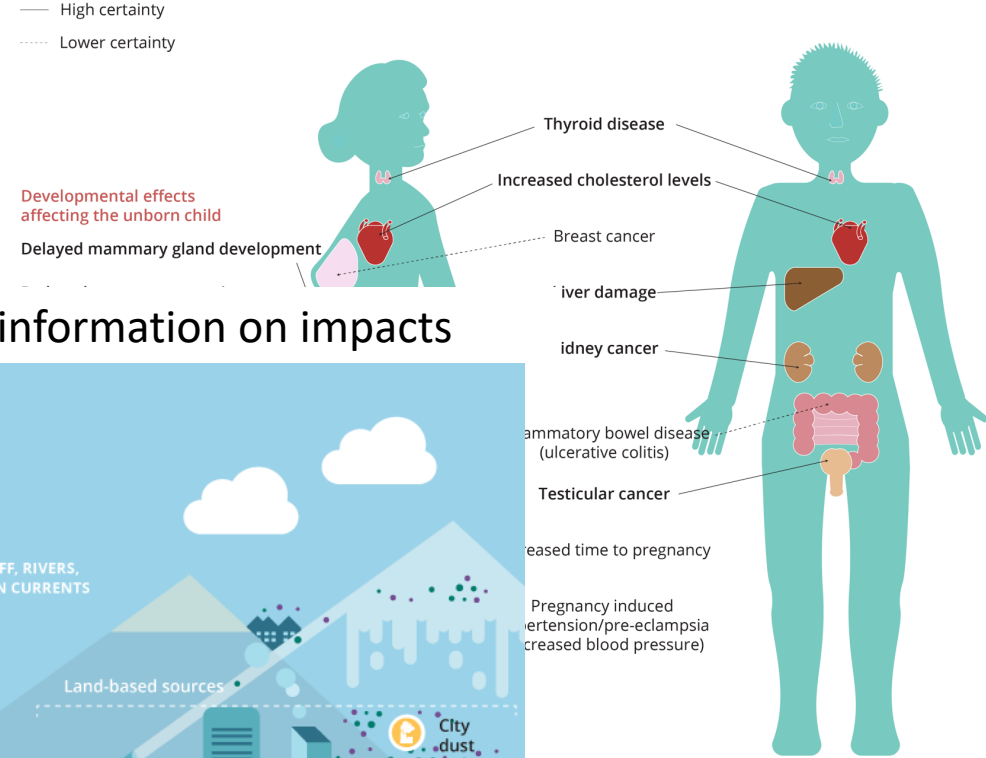 High certainty
Lower certainty
Thyroid disease
Increased cholesterol levels
Developmental effects
affecting the unborn child
Breast cancer
Delayed mammary gland development
iver damage
information on impacts
idney cancer
ammatory bowel disease
(ulcerative colitis)
Testicular cancer
reased time to pregnancy
FF, RIVERS,
N CURRENTS
Pregnancy induced
ertension/pre-eclampsia
creased blood pressure)
Land-based sources
City
dust